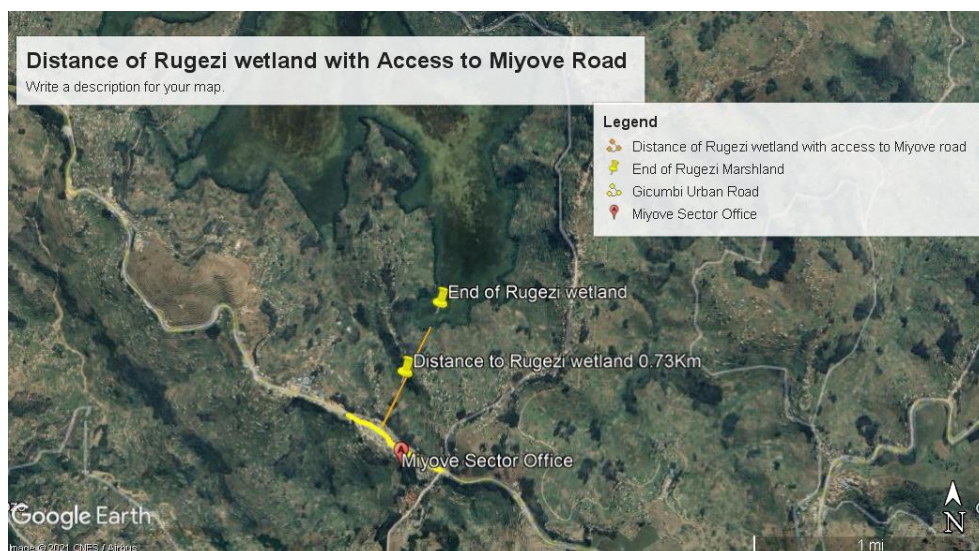 Distance of Rugezi wetland with Access to Miyove Road
Write a description for your map.
Legend
Distance of Rugezi wetland with access to Miyove road
End of Rugezi Marshland
Gicumbi Urban Road
Miyove Sector Office
End of Rugezi wetland
Distance to Rugezi wetland 0.73Km
Miyove Sector Office
Google Earth
Image © 2021 CNES / Airbus
1 mi
N